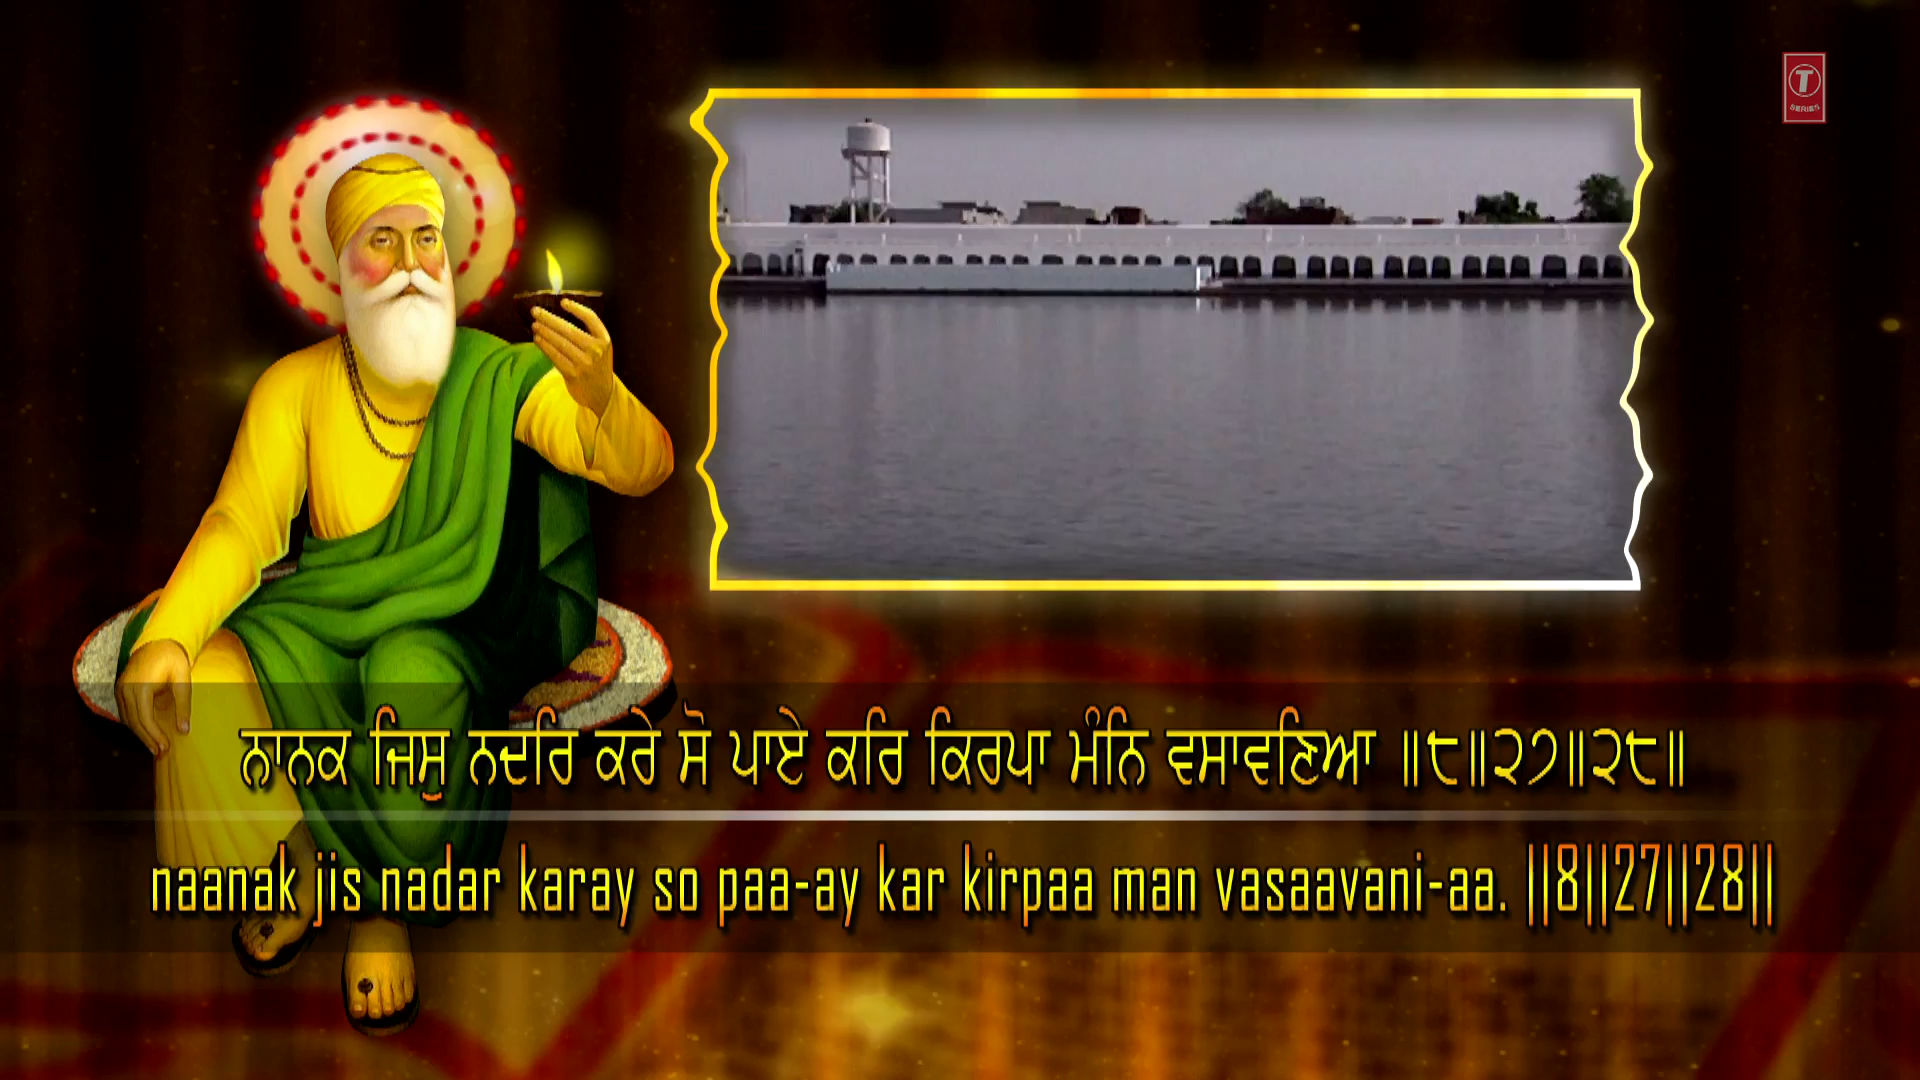 T
SERIES
ਨਾਨਕ ਜਿਸੁ ਨਦਰਿ ਕਰੇ ਸੋ ਪਾਏ ਕਰਿ ਕਿਰਪਾ ਮੰਨਿ ਵਸਾਵਣਿਆ ॥੮॥੨੭॥੨੮॥
naanak jis nadar karay so paa-ay kar kirpaa man vasaavani-aa. ||8||27||28||